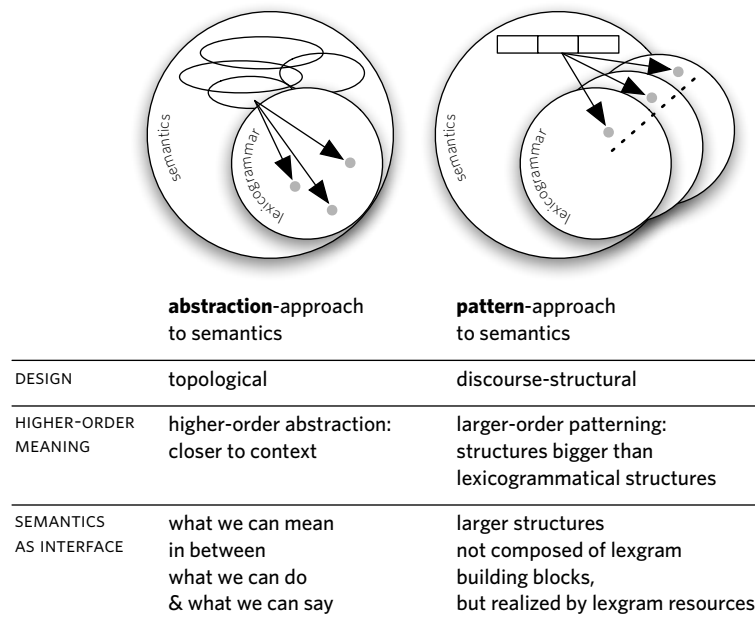 semantics
lexicogrammar
semantics
lexicogrammar
abstraction-approach
to semantics
pattern-approach
to semantics
DESIGN
topological
discourse-structural
HIGHER-ORDER
MEANING
higher-order abstraction:
closer to context
larger-order patterning:
structures bigger than
lexicogrammatical structures
SEMANTICS
AS INTERFACE
what we can mean
in between
what we can do
& what we can say
larger structures
not composed of lexgram
building blocks,
but realized by lexgram resources